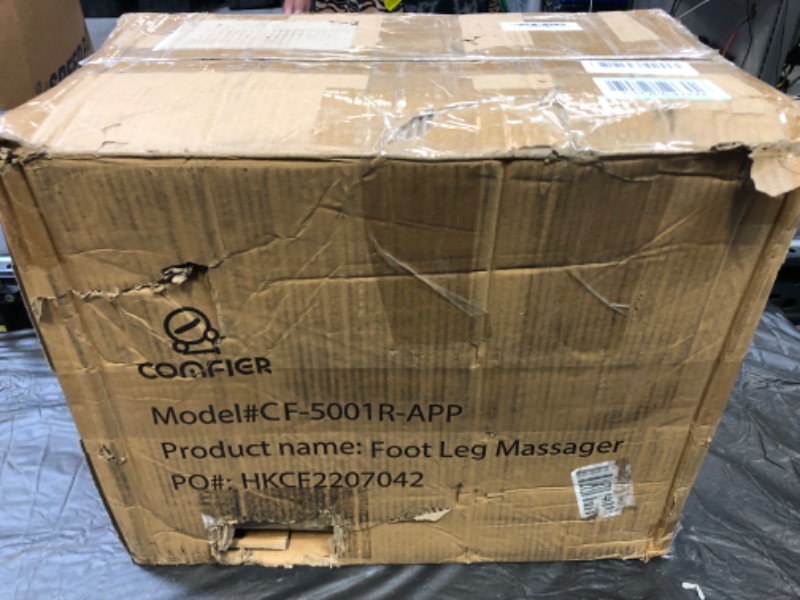 COMFIER
Model#CF-5001R-APP
Product name: Foot Leg Massager
PO#: HKCF2207042